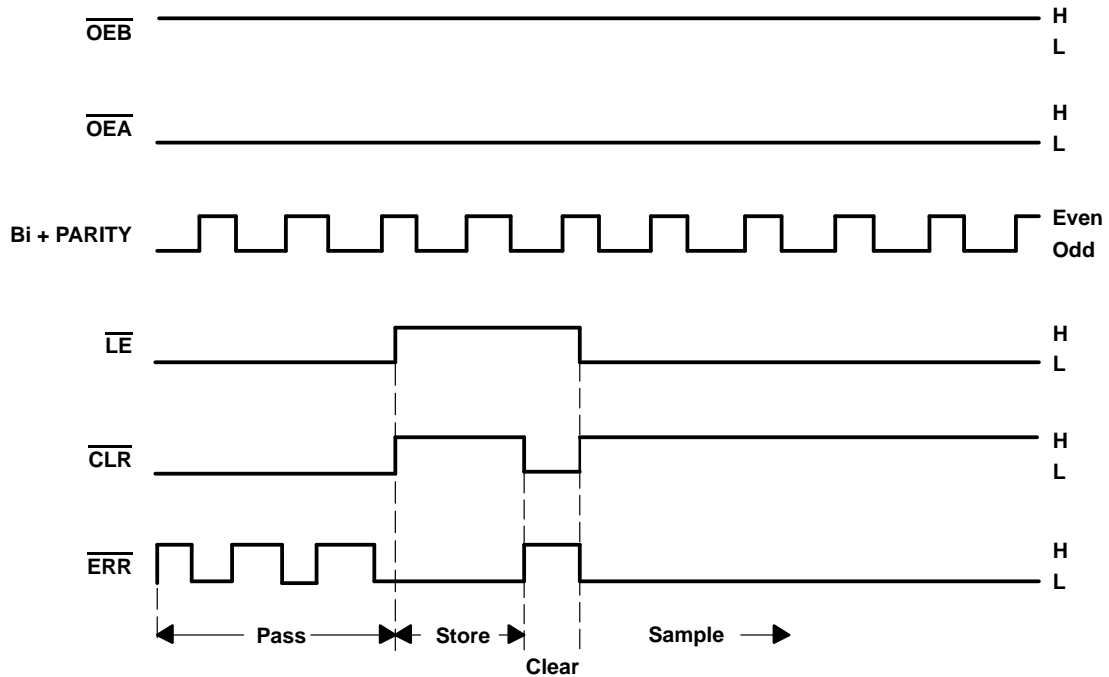 OEB
H
L
OEA
H
L
Bi + PARITY
Even
Odd
LE
H
L
CLR
H
L
ERR
H
L
Pass
Store
Sample
Clear